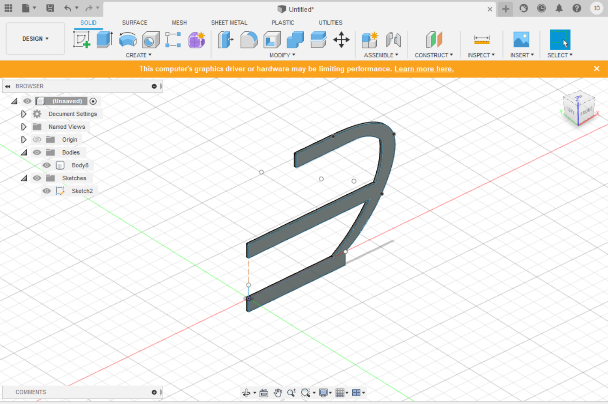 Untitled*
SOLID SURFACE MESH SHEET METAL PLASTIC UTILITIES
DESIGN
CREATE MODIFY ASSEMBLE CONSTRUCT INSPECT INSERT SELECT
This computer's graphics driver or hardware may be limiting performance. Learn more here.
BROWSER
(Unsaved)
Document Settings
Named Views
Origin
Bodies
Body8
Sketches
Sketch2
COMMENTS